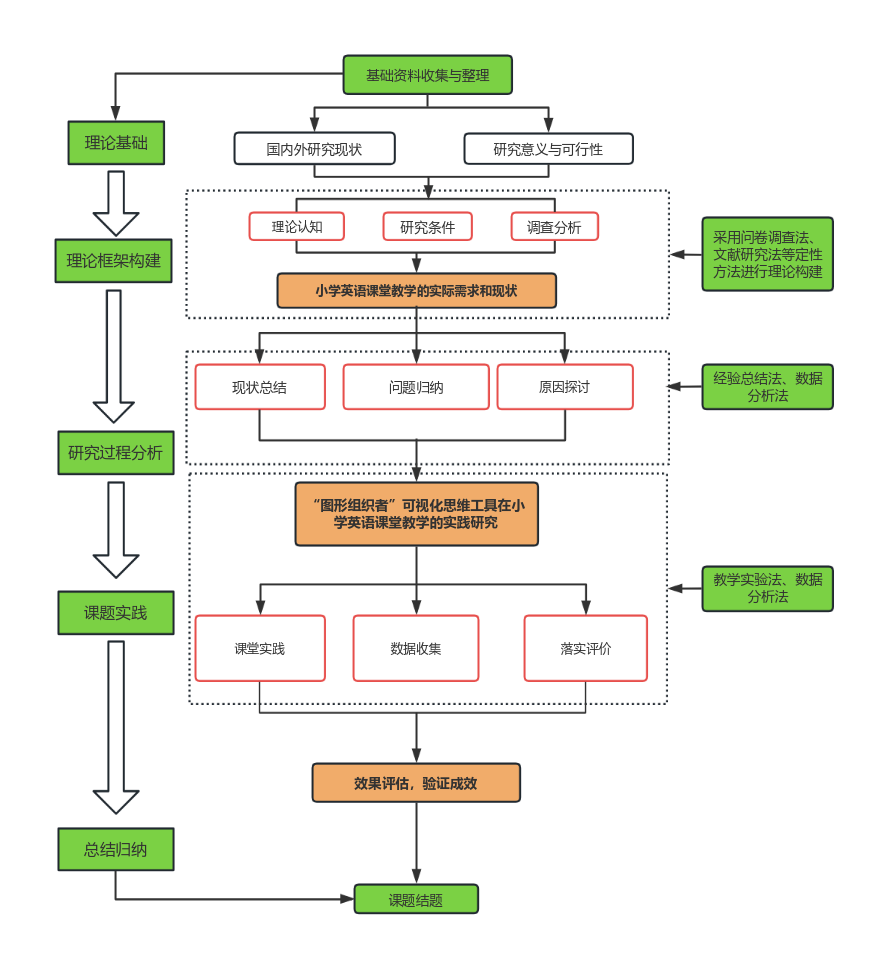 基础资料收集与整理
理论基础
国内外研究现状
研究意义与可行性
理论认知
研究条件
调查分析
采用问卷调查法、
文献研究法等定性
方法进行理论构建
理论框架构建
小学英语课堂教学的实际需求和现状
现状总结
问题归纳
原因探讨
经验总结法、数据
分析法
研究过程分析
“图形组织者”可视化思维工具在小
学英语课堂教学的实践研究
教学实验法、数据
分析法
课题实践
课堂实践
数据收集
落实评价
效果评估，验证成效
总结归纳
课题结题